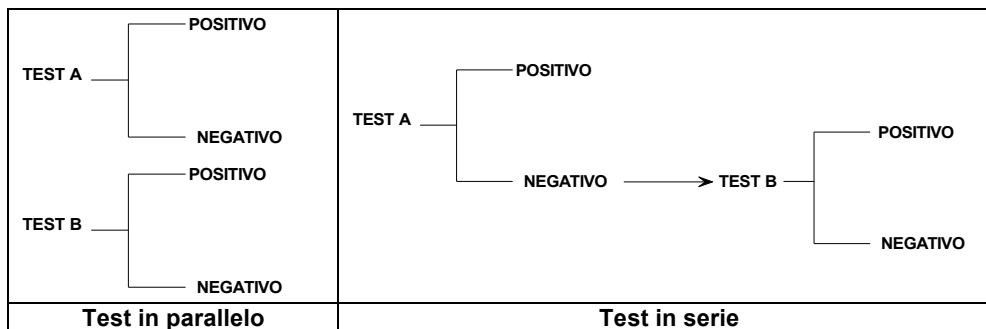 POSITIVO
TEST A
NEGATIVO
POSITIVO
TEST B
NEGATIVO
Test in parallelo
POSITIVO
TEST A
NEGATIVO
TEST B
POSITIVO
NEGATIVO
Test in serie